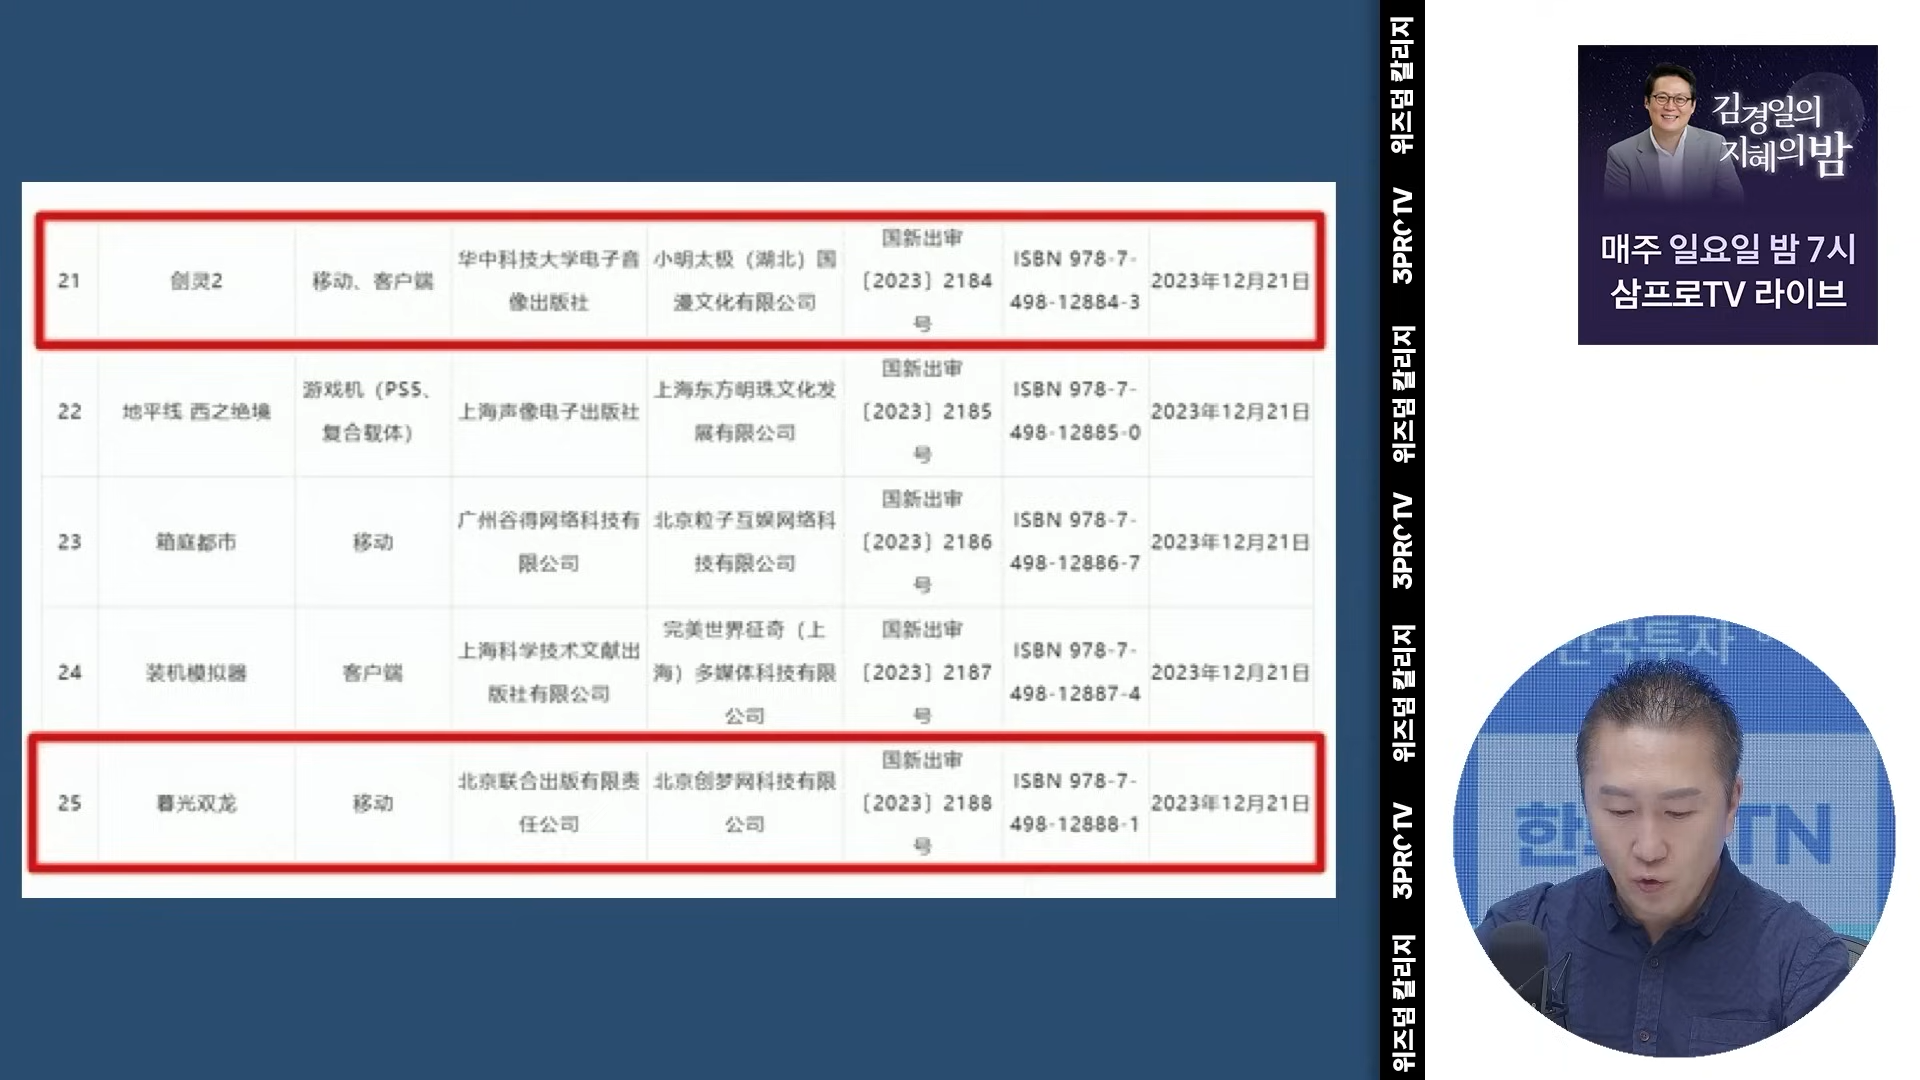 21
创灵2
移动、客户端
华中科技大学电子音
像出版社
小明太极（湖北）国
漫文化有限公司
国新出审
〔2023〕2184
号
ISBN 978-7-
498-12884-3
2023年12月21日
22
地平线 西之绝境
游戏机（PS5、
复合载体）
上海声像电子出版社
上海东方明珠文化发
展有限公司
国新出审
〔2023〕2185
号
ISBN 978-7-
498-12885-0
2023年12月21日
23
箱庭都市
移动
广州谷得网络科技有
限公司
北京粒子互娱网络科
技有限公司
国新出审
〔2023〕2186
号
ISBN 978-7-
498-12886-7
2023年12月21日
24
装机模拟器
客户端
上海科学技术文献出
版社有限公司
完美世界征奇（上
海）多媒体科技有限
公司
国新出审
〔2023〕2187
号
ISBN 978-7-
498-12887-4
2023年12月21日
25
暮光双龙
移动
北京联合出版有限责
任公司
北京创梦网科技有限
公司
国新出审
〔2023〕2188
号
ISBN 978-7-
498-12888-1
2023年12月21日
위즈덤 칼리지
3PROTV
위즈덤 칼리지
3PROTV
위즈덤 칼리지
3PROTV
위즈덤 칼리지
김경일의
지혜의 밤
매주 일요일 밤 7시
삼프로TV 라이브
한국투자
한
TN